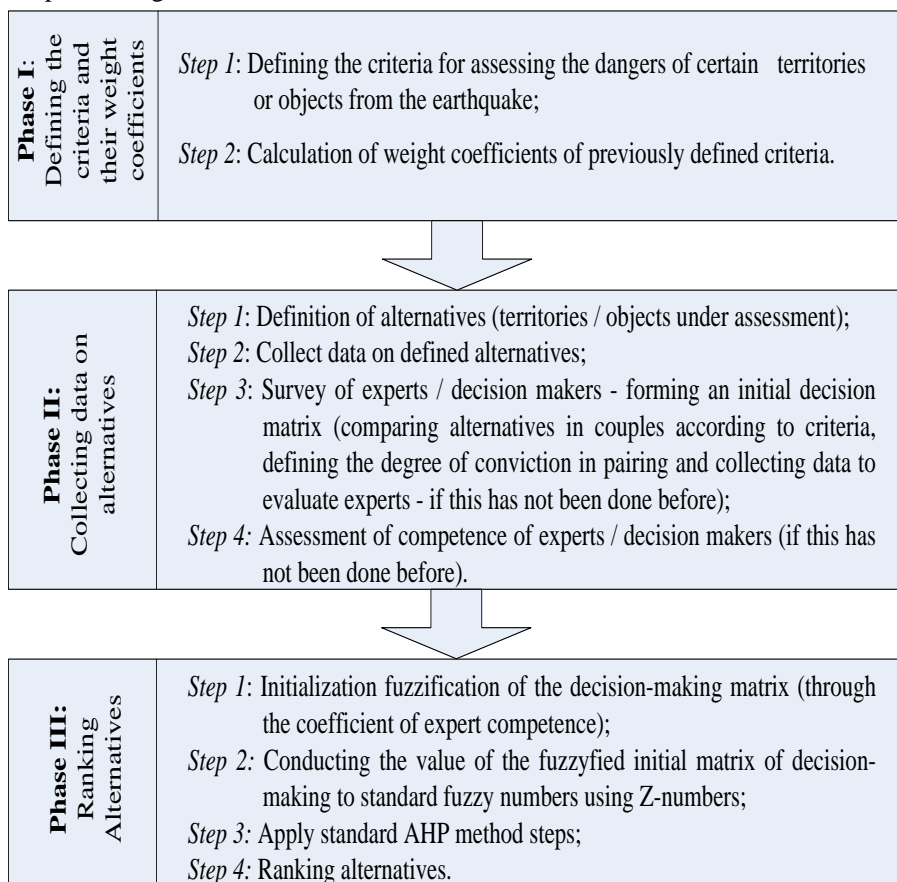 Phase I:
Defining the
criteria and
their weight
coefficients
Step 1: Defining the criteria for assessing the dangers of certain territories
or objects from the earthquake;
Step 2: Calculation of weight coefficients of previously defined criteria.
Phase II:
Collecting data on
alternatives
Step 1: Definition of alternatives (territories / objects under assessment);
Step 2: Collect data on defined alternatives;
Step 3: Survey of experts / decision makers - forming an initial decision
matrix (comparing alternatives in couples according to criteria,
defining the degree of conviction in pairing and collecting data to
evaluate experts - if this has not been done before);
Step 4: Assessment of competence of experts / decision makers (if this has
not been done before).
Phase III:
Ranking
Alternatives
Step 1: Initialization fuzzification of the decision-making matrix (through
the coefficient of expert competence);
Step 2: Conducting the value of the fuzzyfied initial matrix of decision-
making to standard fuzzy numbers using Z-numbers;
Step 3: Apply standard AHP method steps;
Step 4: Ranking alternatives.